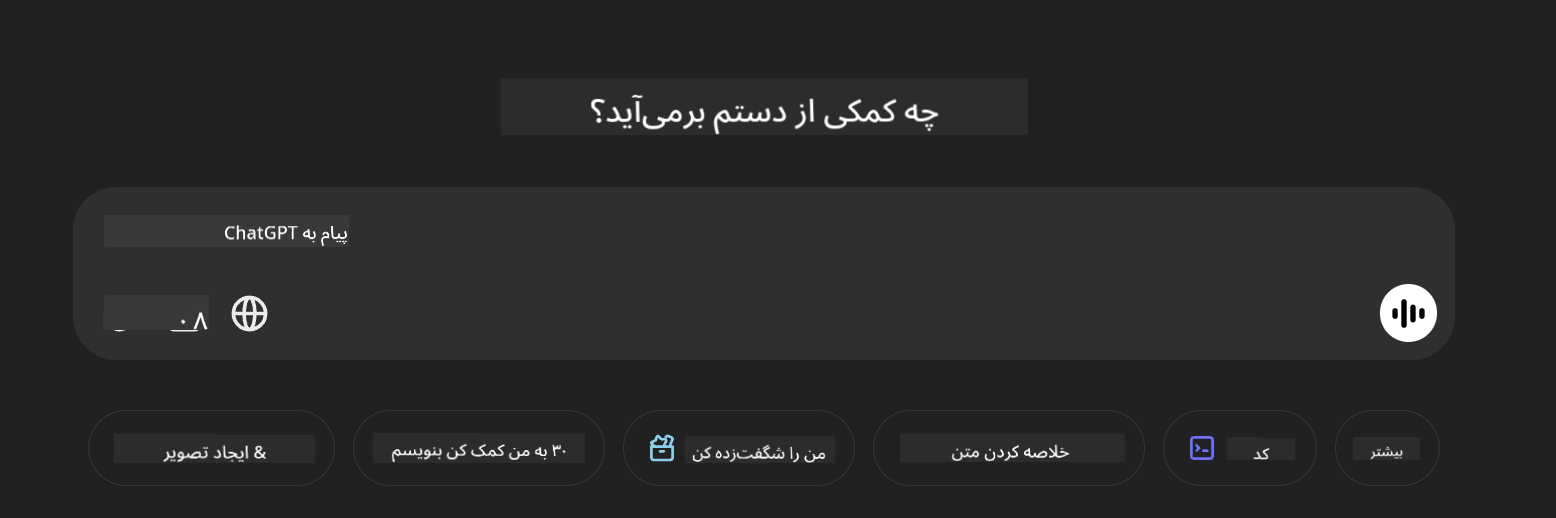 چه کمکی از دستم برمی‌آید؟
پیام به ChatGPT
۰۸
& ایجاد تصویر
۳۰ به من کمک کن بنویسم
من را شگفت‌زده کن
خلاصه کردن متن
کد
بیشتر